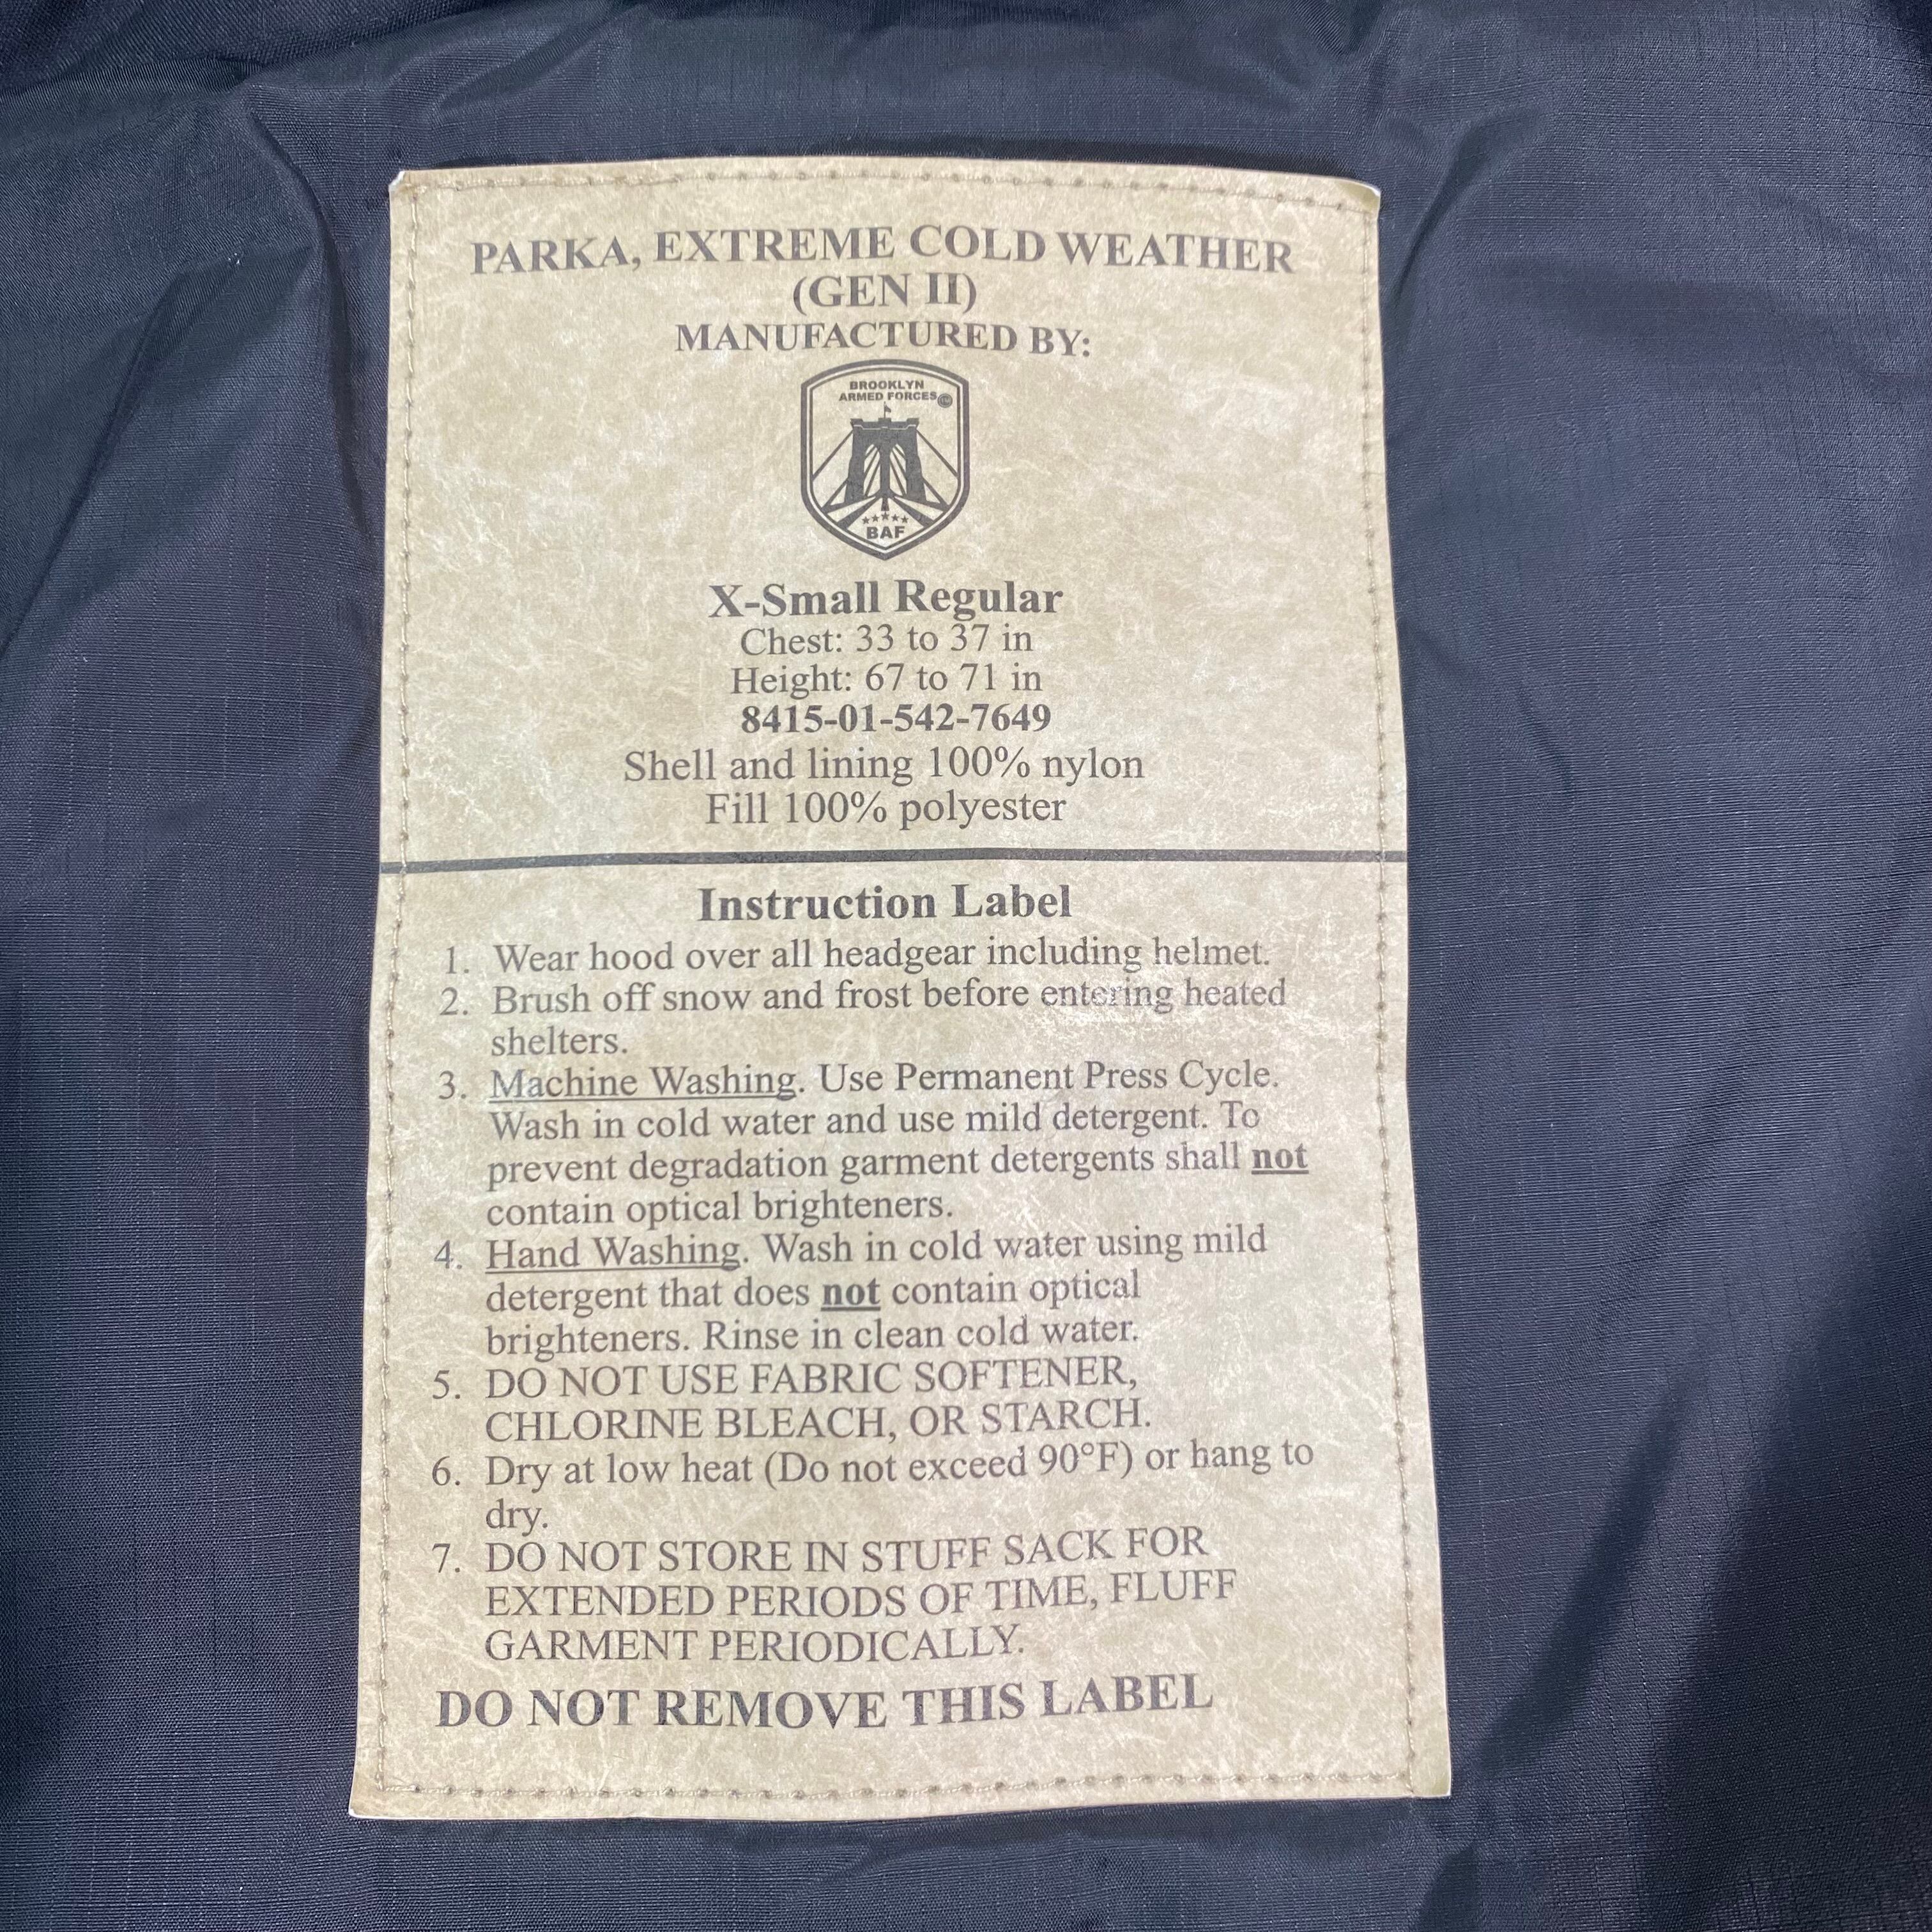 PARKA, EXTREME COLD WEATHER
(GEN II)
MANUFACTURED BY:
BROOKLYN
ARMED FORCES
BAF
X-Small Regular
Chest: 33 to 37 in
Height: 67 to 71 in
8415-01-542-7649
Shell and lining 100% nylon
Fill 100% polyester
Instruction Label
1. Wear hood over all headgear including helmet.
2. Brush off snow and frost before entering heated
shelters.
3. Machine Washing. Use Permanent Press Cycle.
Wash in cold water and use mild detergent. To
prevent degradation garment detergents shall not
contain optical brighteners.
4. Hand Washing. Wash in cold water using mild
detergent that does not contain optical
brighteners. Rinse in clean cold water.
5. DO NOT USE FABRIC SOFTENER,
CHLORINE BLEACH, OR STARCH.
6. Dry at low heat (Do not exceed 90°F) or hang to
dry.
7. DO NOT STORE IN STUFF SACK FOR
EXTENDED PERIODS OF TIME, FLUFF
GARMENT PERIODICALLY.
DO NOT REMOVE THIS LABEL